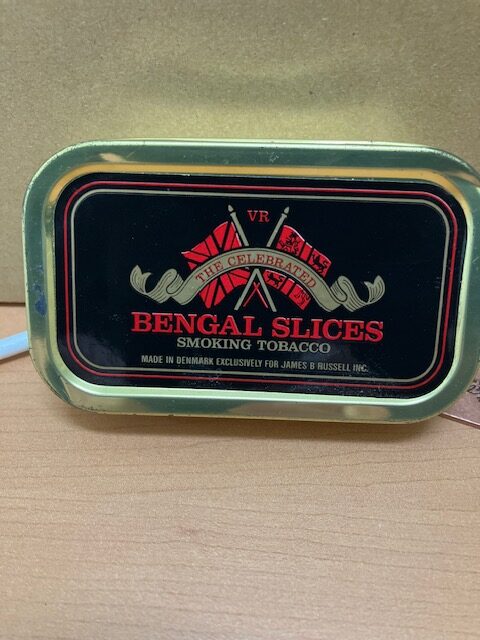 VR
THE CELEBRATED
BENGAL SLICES
SMOKING TOBACCO
MADE IN DENMARK EXCLUSIVELY FOR JAMES B RUSSELL INC.